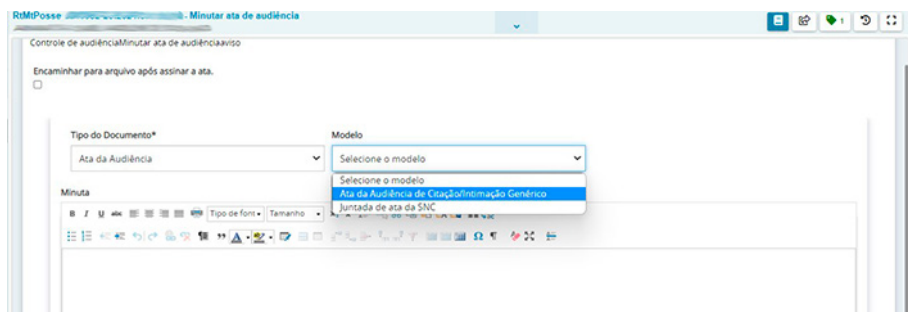 RtMtPosse - Minutar ata de audiência
1
Controle de audiênciaMinutar ata de audiênciaaviso
Encaminhar para arquivo após assinar a ata.
Tipo do Documento* Modelo
Ata da Audiência Selecione o modelo
Selecione o modelo
Ata da Audiência de Citação/Intimação Genérico
Juntada de ata da SNC
Minuta
B I U abc Tipo de font Tamanho
A Ω ¶